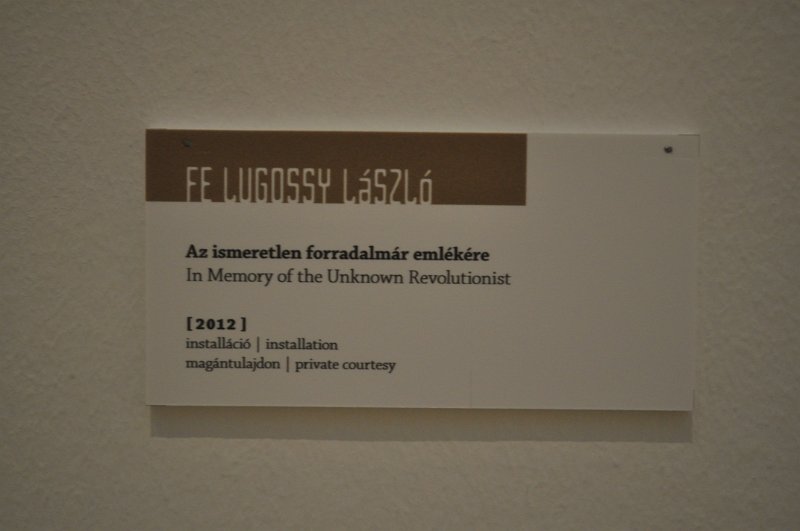 FE LUGOSSY LáSZLó
Az ismeretlen forradalmár emlékére
In Memory of the Unknown Revolutionist
[2012]
installáció | installation
magántulajdon | private courtesy